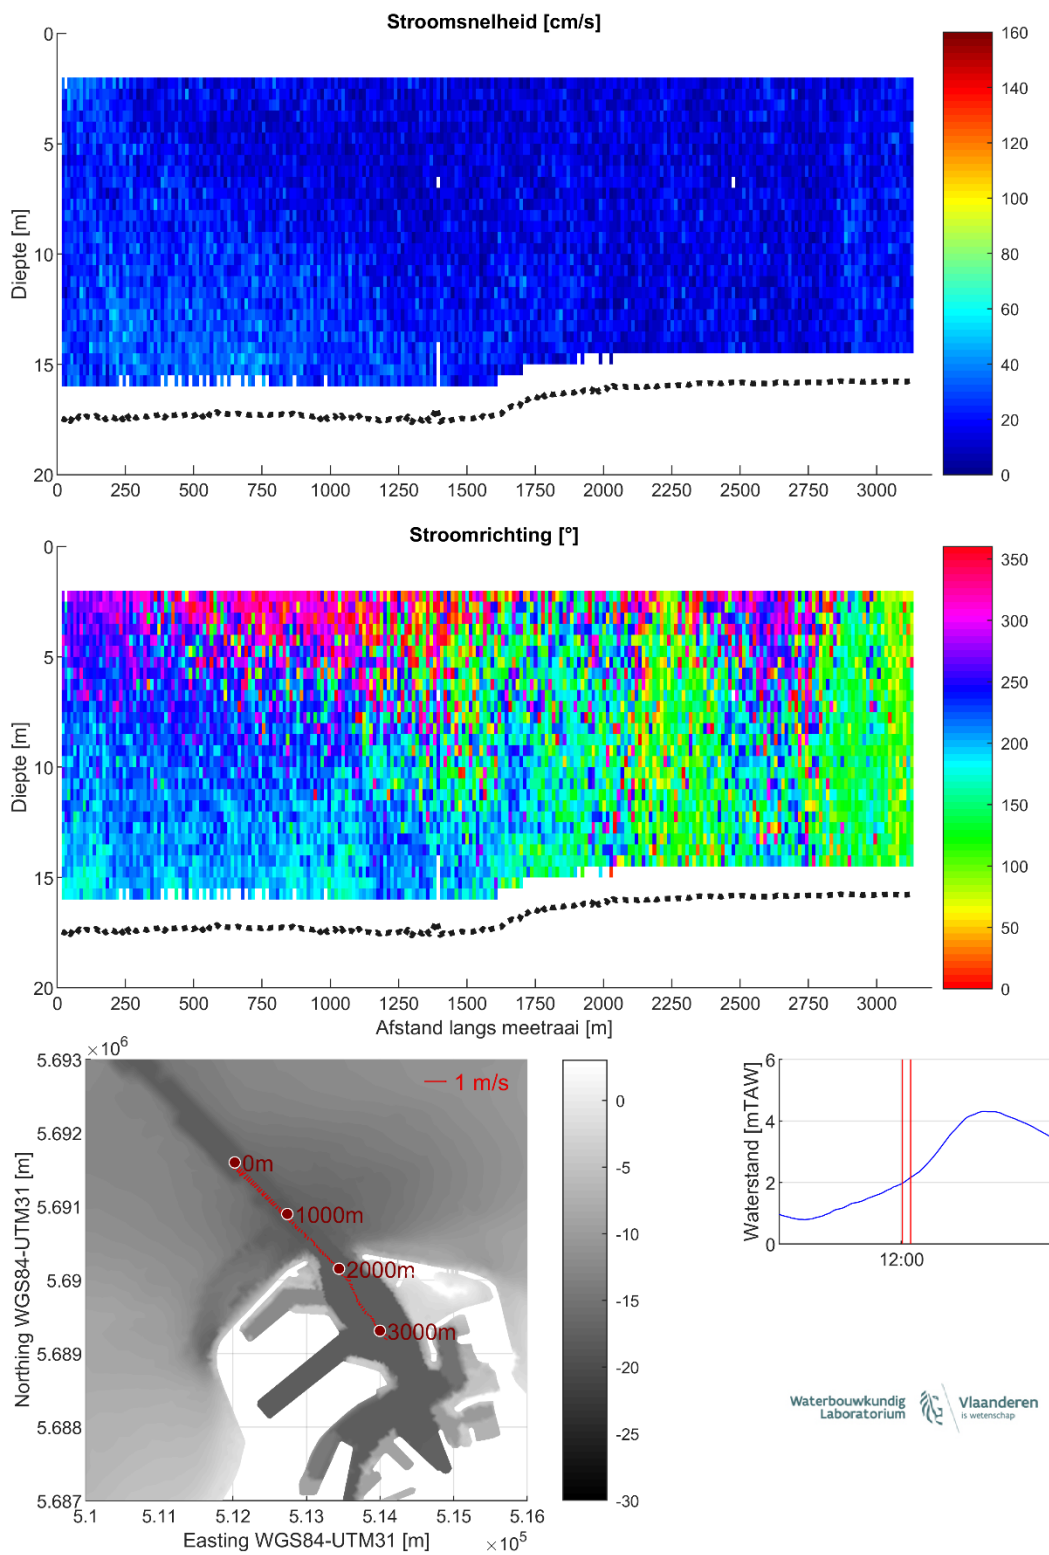 Stroomsnelheid [cm/s]
0
5
10
15
20
Diepte [m]
0 250 500 750 1000 1250 1500 1750 2000 2250 2500 2750 3000
160
140
120
100
80
60
40
20
0
Stroomrichting [°]
0
5
10
15
20
Diepte [m]
0 250 500 750 1000 1250 1500 1750 2000 2250 2500 2750 3000
Afstand langs meetraai [m]
350
300
250
200
150
100
50
0
×10⁶
5.693
5.692
5.691
5.69
5.689
5.688
5.687
Northing WGS84-UTM31 [m]
1 m/s
0m
1000m
2000m
3000m
5.1 5.11 5.12 5.13 5.14 5.15 5.16
Easting WGS84-UTM31 [m]
×10⁵
0
-5
-10
-15
-20
-25
-30
Waterstand [mTAW]
6
4
2
0
12:00
Waterbouwkundig
Laboratorium
Vlaanderen
is wetenschap